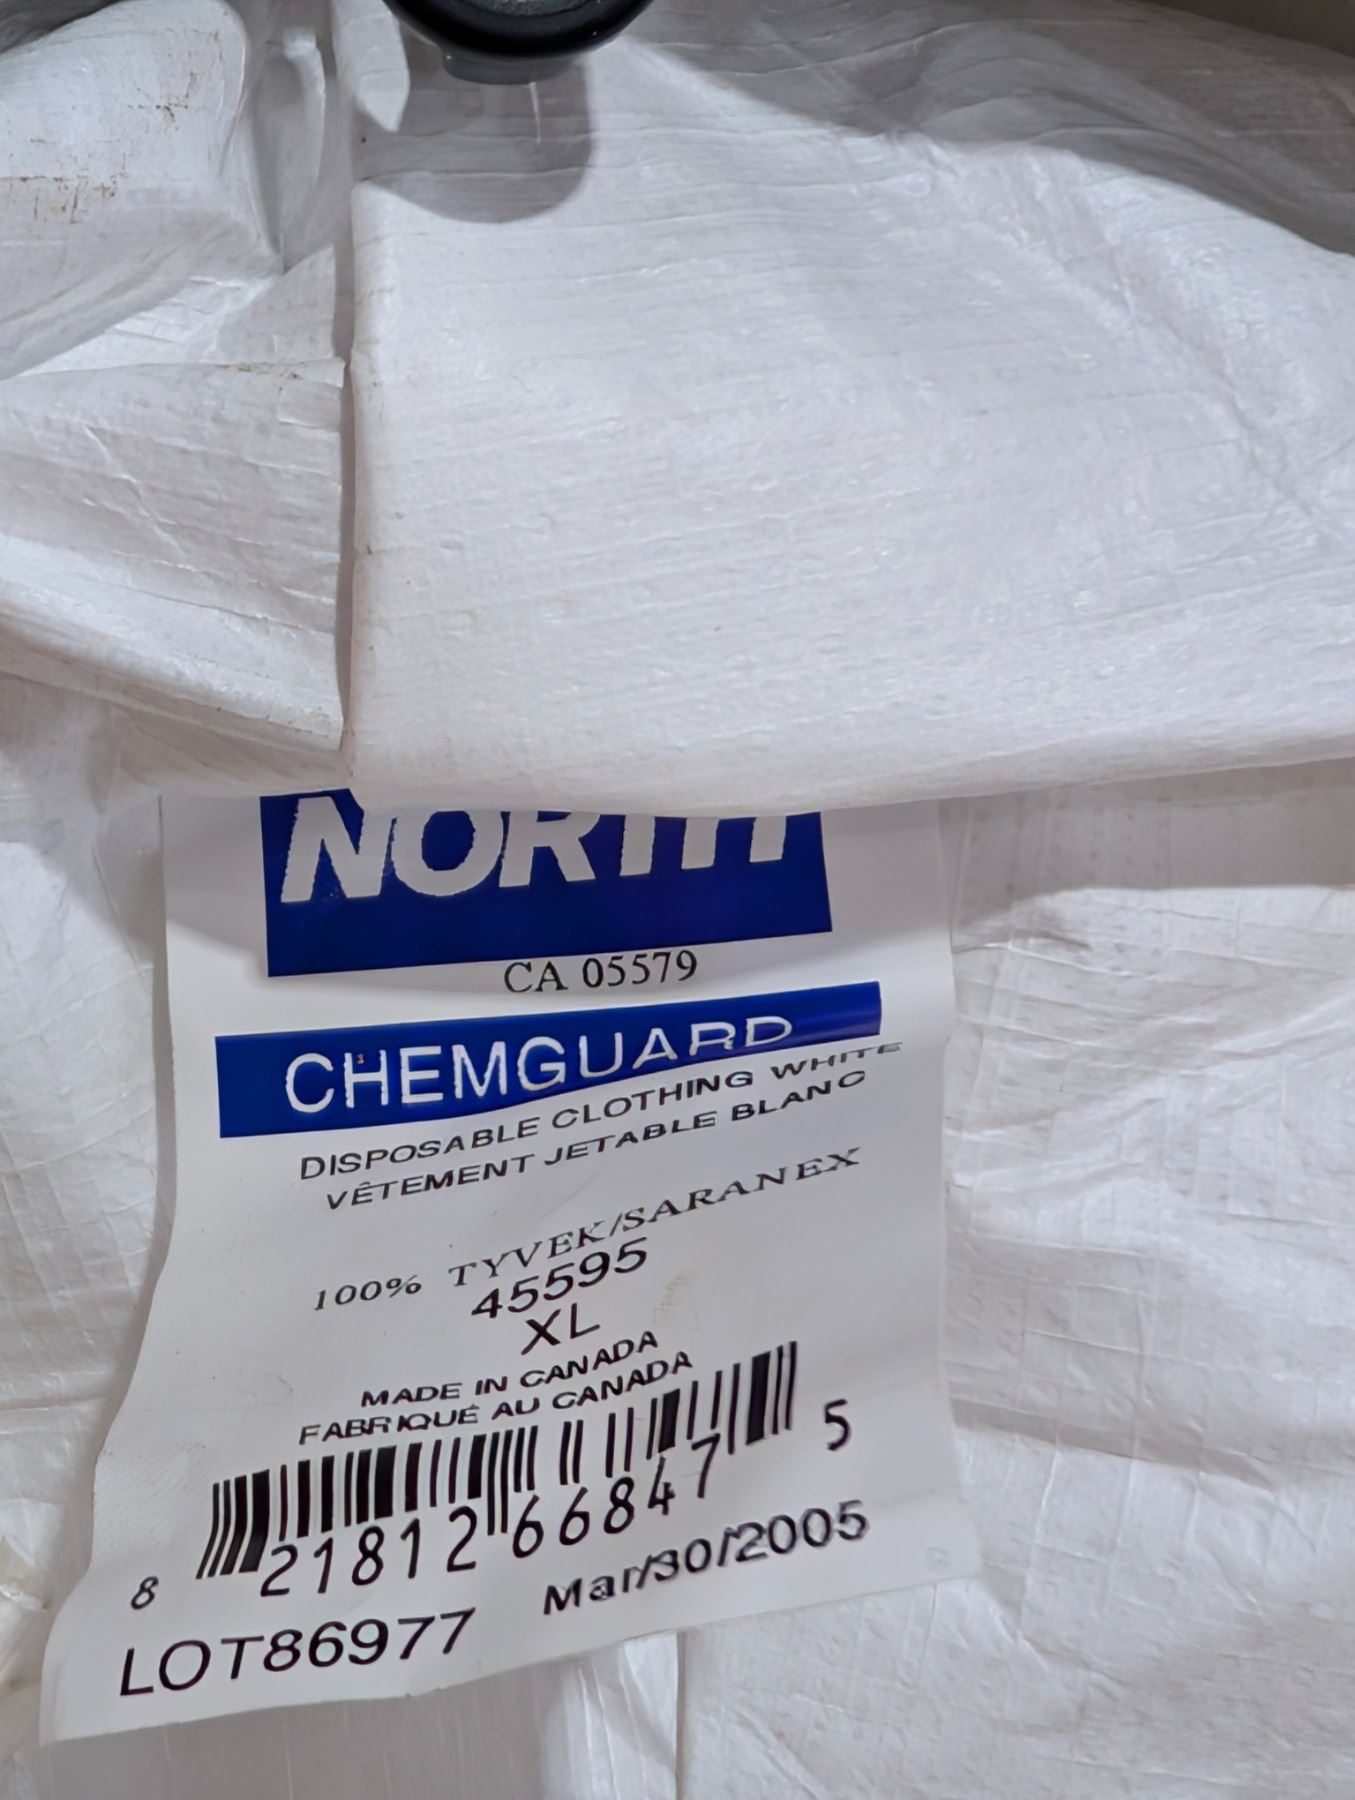 NORTH
CA 05579
CHEMGUARD
DISPOSABLE CLOTHING WHITE
VÊTEMENT JETABLE BLANC
100% TYVEK/SARANEX
45595
XL
MADE IN CANADA
FABRIQUÉ AU CANADA
8 21812 66847 5
LOT86977 Mar/30/2005